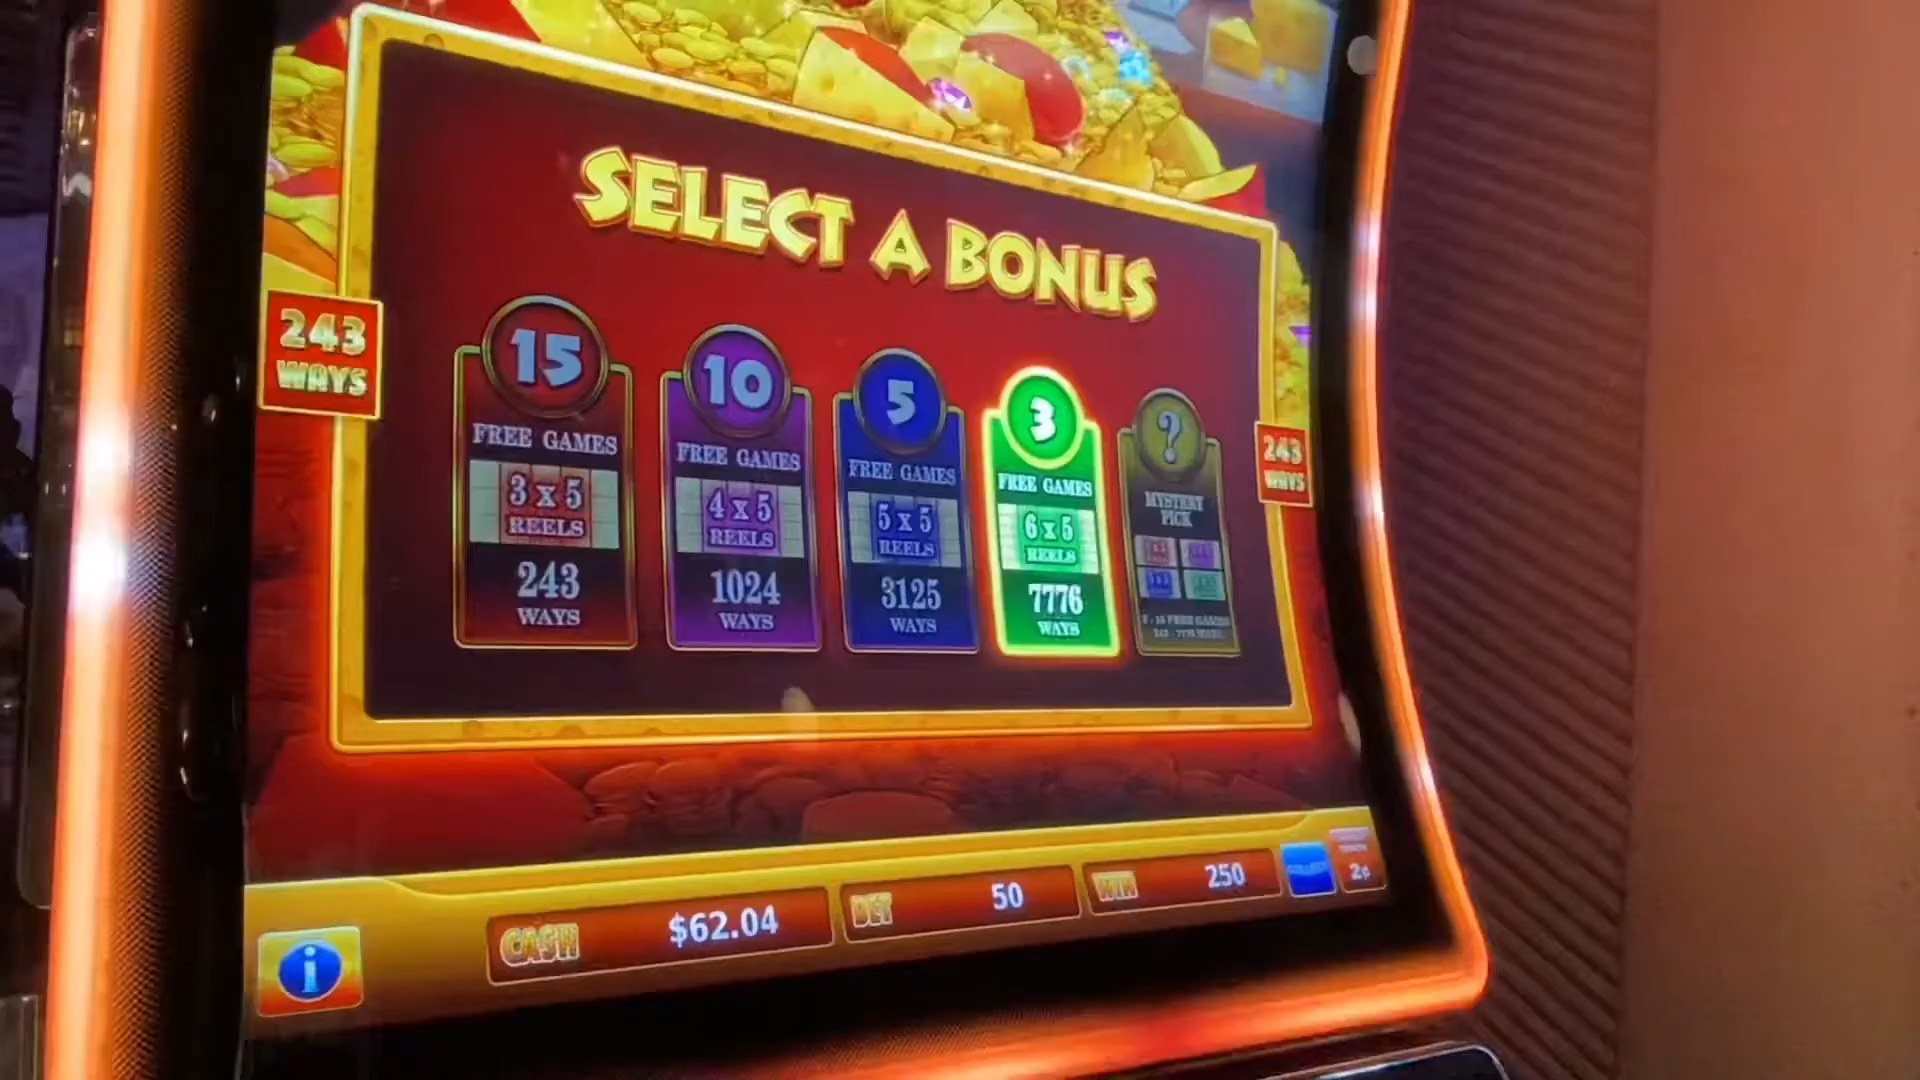 SELECT A BONUS
243
WAYS
15
FREE GAMES
3 x 5
REELS
243
WAYS
10
FREE GAMES
4 x 5
REELS
1024
WAYS
5
FREE GAMES
5 x 5
REELS
3125
WAYS
3
FREE GAMES
6 x 5
REELS
7776
WAYS
?
MYSTERY
PICK
243
WAYS
i
CASH $62.04
BET 50
WIN 250
2¢